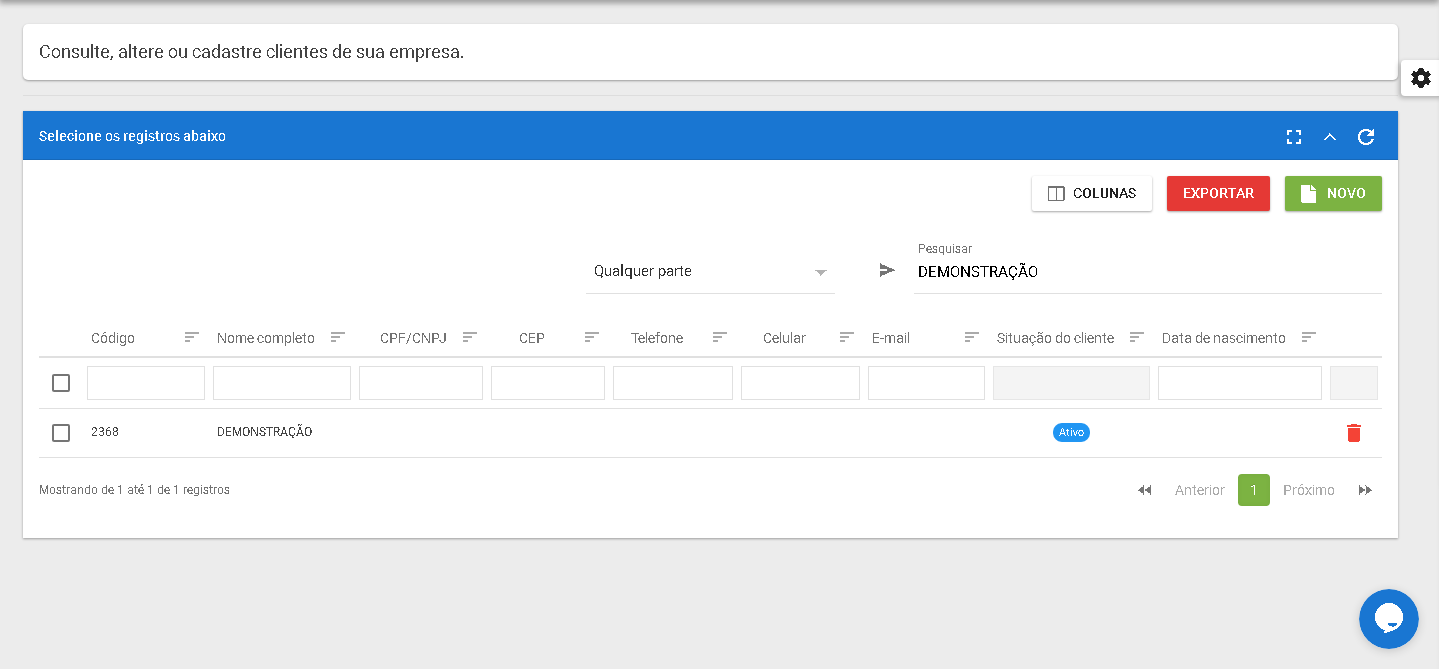 Consulte, altere ou cadastre clientes de sua empresa.
Selecione os registros abaixo
COLUNAS EXPORTAR NOVO
Pesquisar
Qualquer parte DEMONSTRAÇÃO
Código Nome completo CPF/CNPJ CEP Telefone Celular E-mail Situação do cliente Data de nascimento
2368 DEMONSTRAÇÃO Ativo
Mostrando de 1 até 1 de 1 registros Anterior 1 Próximo